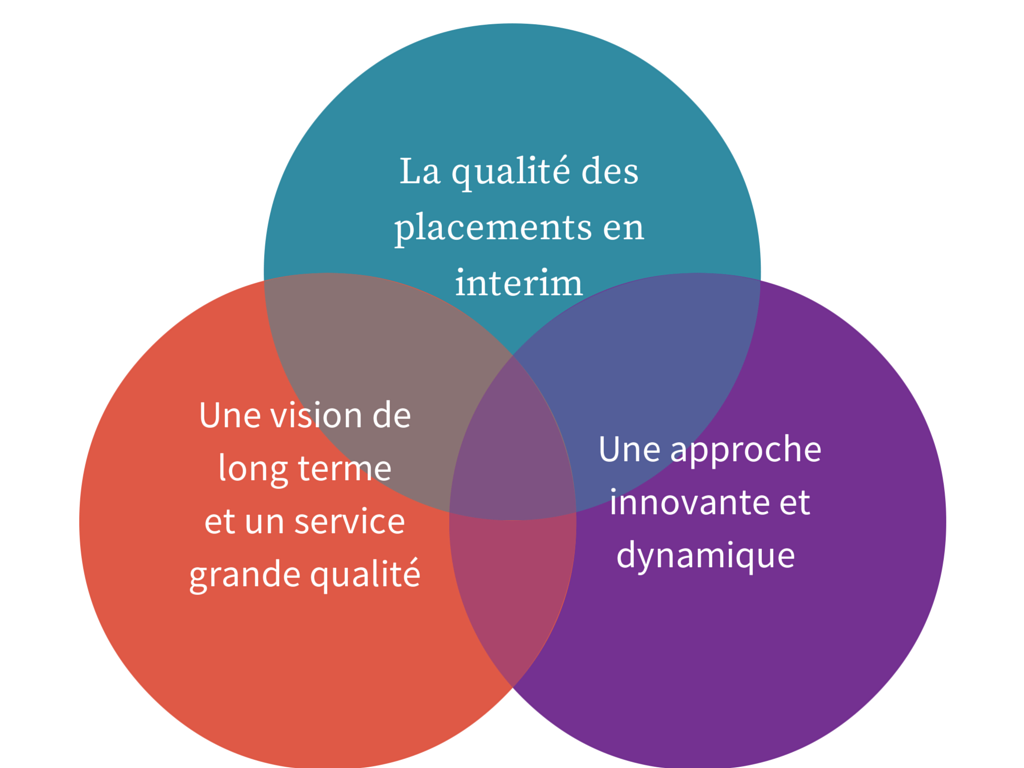 La qualité des
placements en
interim
Une vision de
long terme
et un service
grande qualité
Une approche
innovante et
dynamique